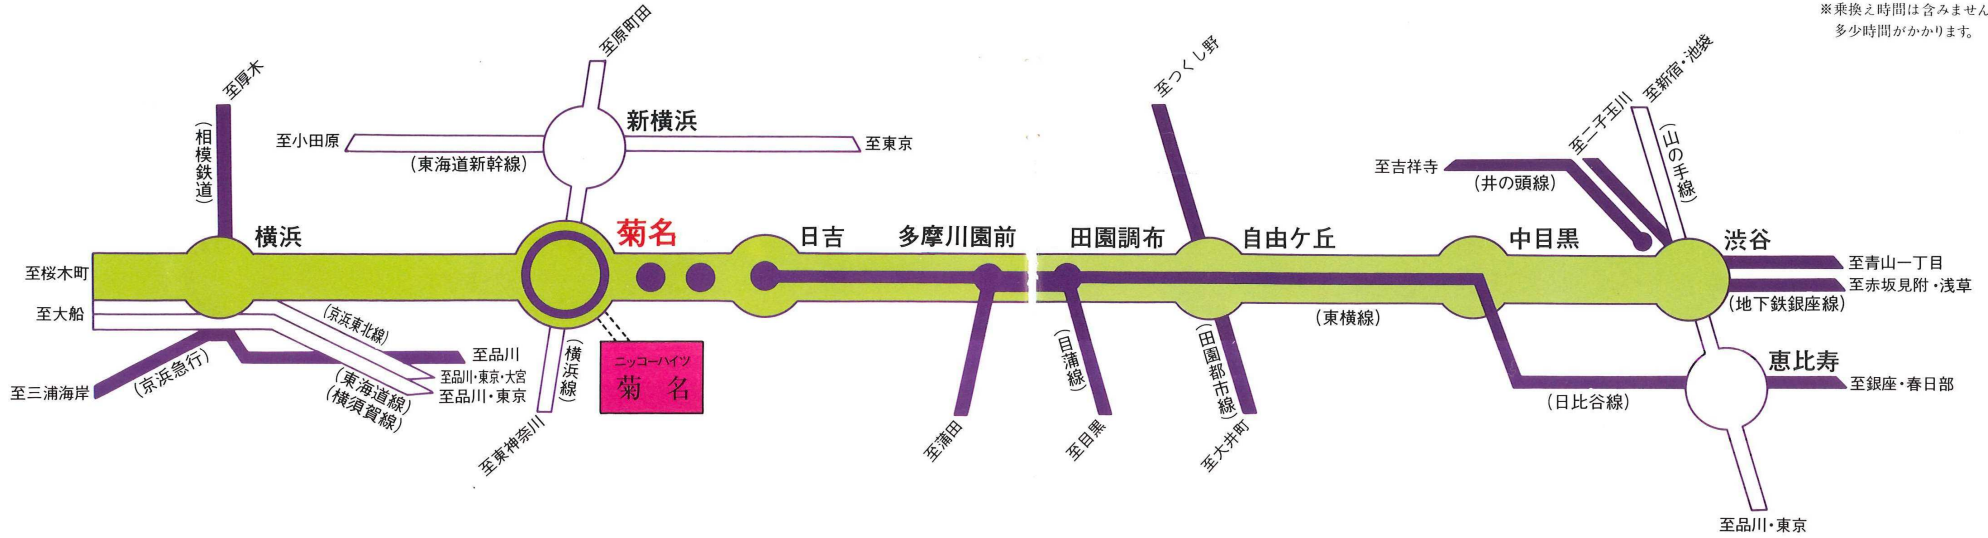 ※乗換え時間は含みません
多少時間がかかります。
至原町田
至厚木
(相模鉄道)
新横浜
至小田原
至東京
(東海道新幹線)
至つくし野
至新宿・池袋
至二子玉川
(山の手線)
至吉祥寺
(井の頭線)
横浜
菊名
日吉
多摩川園前
田園調布
自由ケ丘
中目黒
渋谷
至桜木町
至青山一丁目
至赤坂見附・浅草
(地下鉄銀座線)
至大船
(京浜東北線)
(東横線)
至品川
至品川・東京・大宮
至品川・東京
(京浜急行)
(東海道線)
(横須賀線)
至三浦海岸
(横浜線)
ニッコーハイツ
菊 名
(目蒲線)
(田園都市線)
恵比寿
至銀座・春日部
(日比谷線)
至東神奈川
至蒲田
至目黒
至大井町
至品川・東京